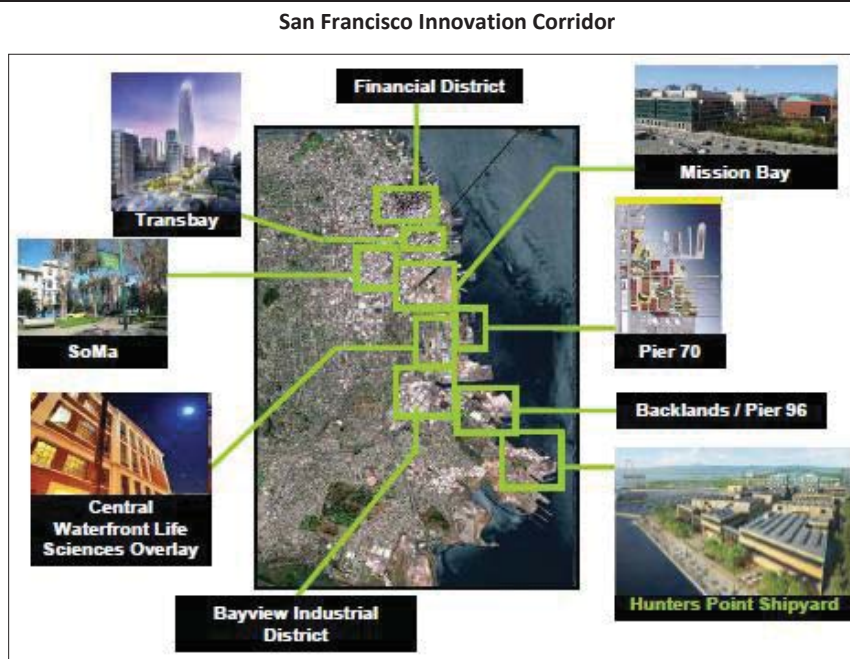 San Francisco Innovation Corridor
Financial District
Transbay
Mission Bay
SoMa
Pier 70
Backlands / Pier 96
Central
Waterfront Life
Sciences Overlay
Bayview Industrial
District
Hunters Point Shipyard